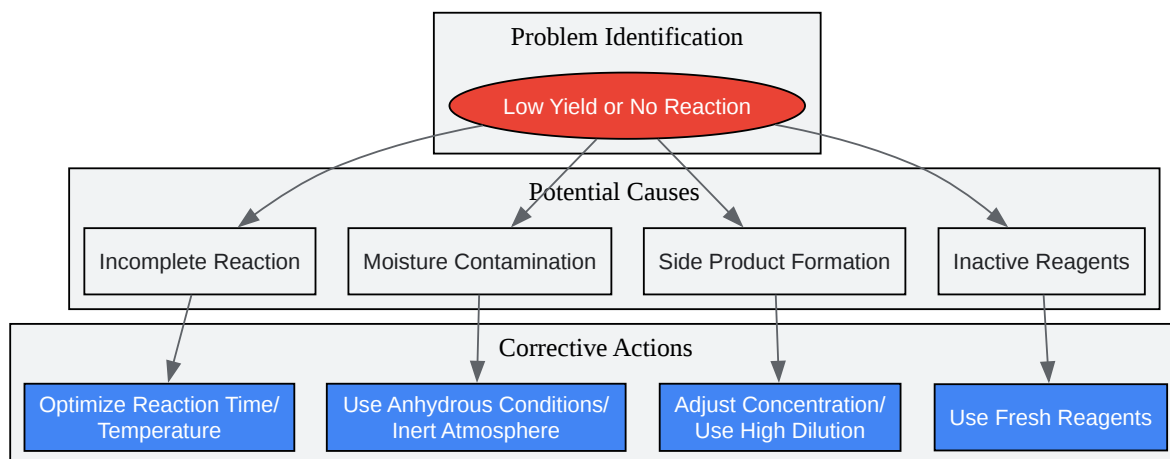 Problem Identification
Low Yield or No Reaction
Potential Causes
Incomplete Reaction
Moisture Contamination
Side Product Formation
Inactive Reagents
Corrective Actions
Optimize Reaction Time/
Temperature
Use Anhydrous Conditions/
Inert Atmosphere
Adjust Concentration/
Use High Dilution
Use Fresh Reagents